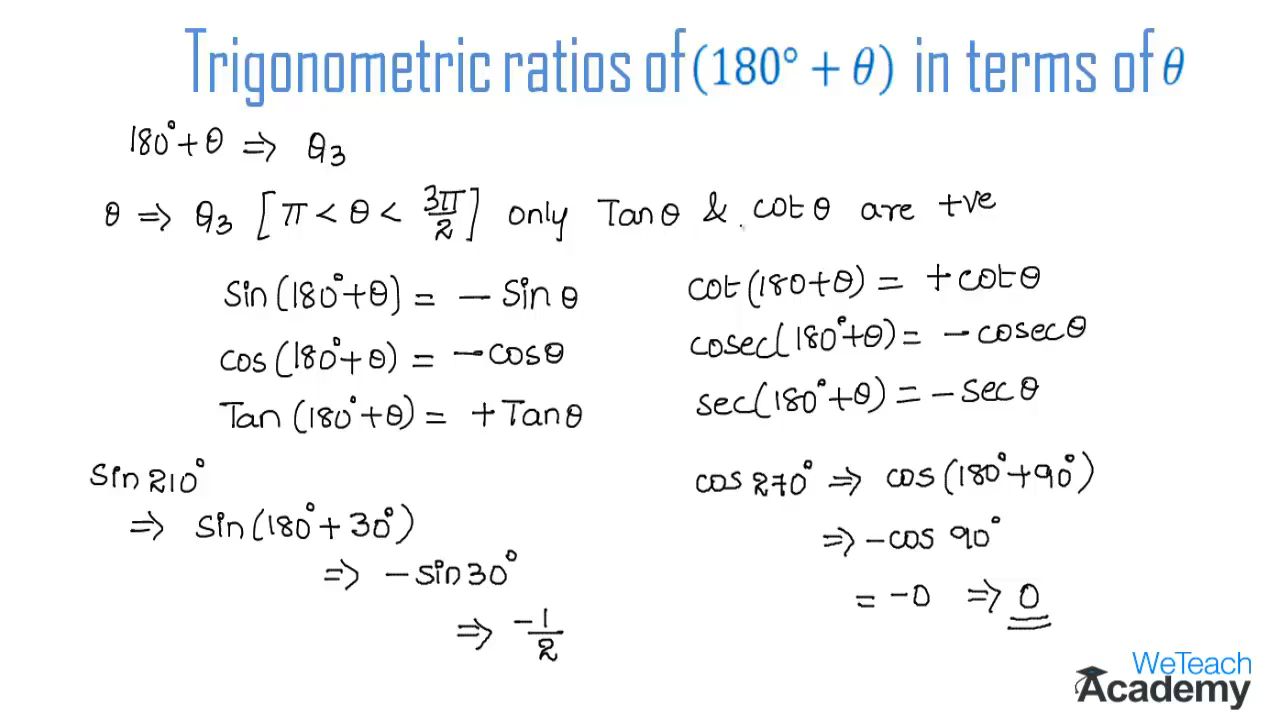 Trigonometric ratios of (180° + θ) in terms of θ
180° + θ ⇒ Q3
θ ⇒ Q3 [π < θ < 3π/2] only Tanθ & cotθ are +ve
Sin(180°+θ) = - Sinθ
cos(180°+θ) = -cosθ
Tan(180°+θ) = +Tanθ
cot(180+θ) = +cotθ
cosec(180°+θ) = -cosecθ
sec(180°+θ) = -secθ
Sin 210°
⇒ sin(180°+30°)
⇒ -sin30°
⇒ -1/2
cos 270° ⇒ cos(180°+90°)
⇒ -cos 90°
= -0 ⇒ 0
WeTeach
Academy